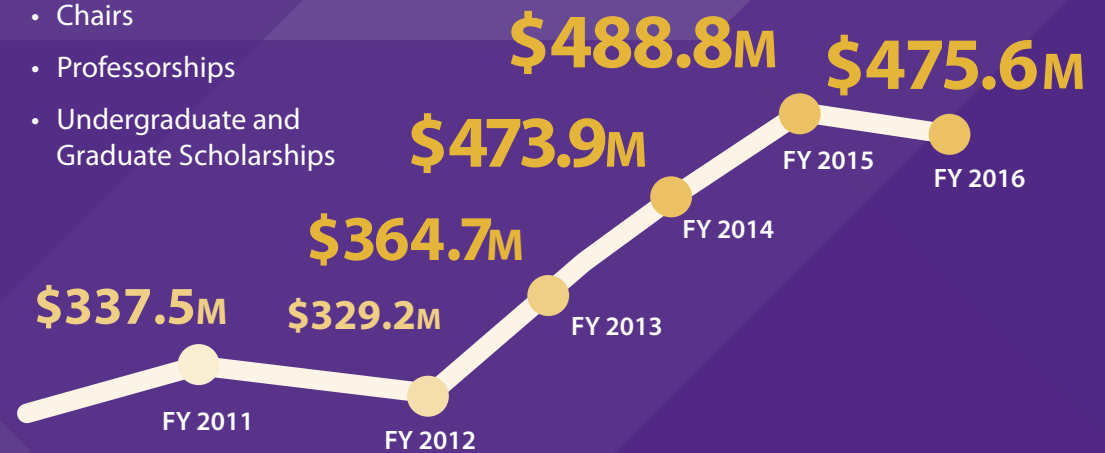 • Chairs
• Professorships
• Undergraduate and
Graduate Scholarships
$488.8M
$475.6M
$473.9M
$364.7M
$337.5M
$329.2M
FY 2011
FY 2012
FY 2013
FY 2014
FY 2015
FY 2016